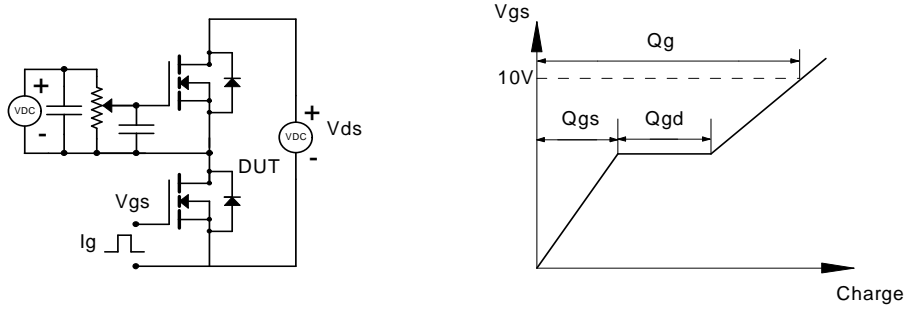 +
VDC
-
+
VDC
-
Vds
DUT
Vgs
Ig
Vgs
Qg
10V
Qgs
Qgd
Charge